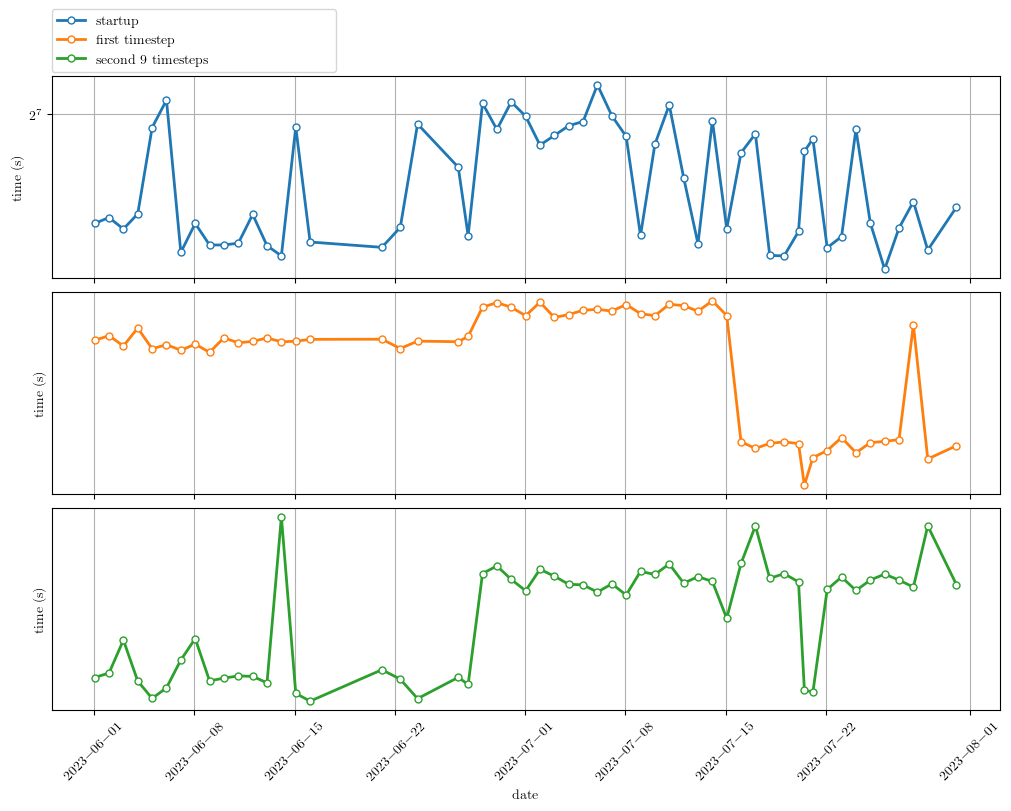 startup
first timestep
second 9 timesteps
2^7
time (s)
time (s)
time (s)
2023−06−01
2023−06−08
2023−06−15
2023−06−22
2023−07−01
2023−07−08
2023−07−15
2023−07−22
2023−08−01
date